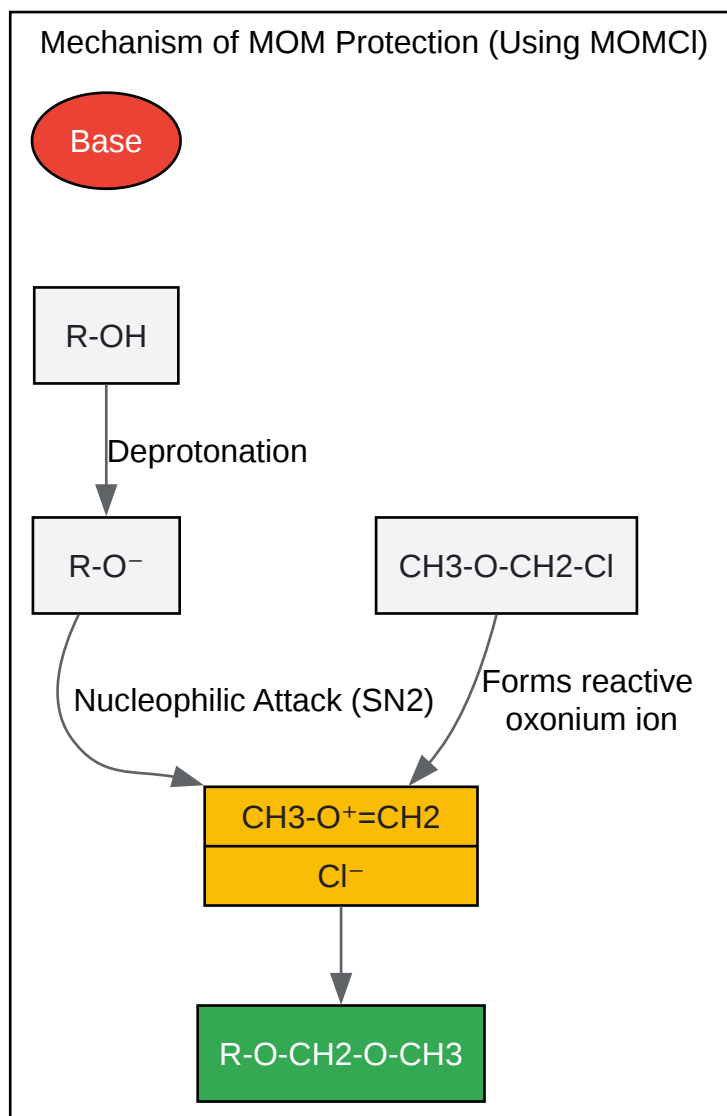 Mechanism of MOM Protection (Using MOMCl)
Base
R-OH
Deprotonation
R-O⁻
CH3-O-CH2-Cl
Nucleophilic Attack (SN2)
Forms reactive
oxonium ion
CH3-O⁺=CH2
Cl⁻
R-O-CH2-O-CH3